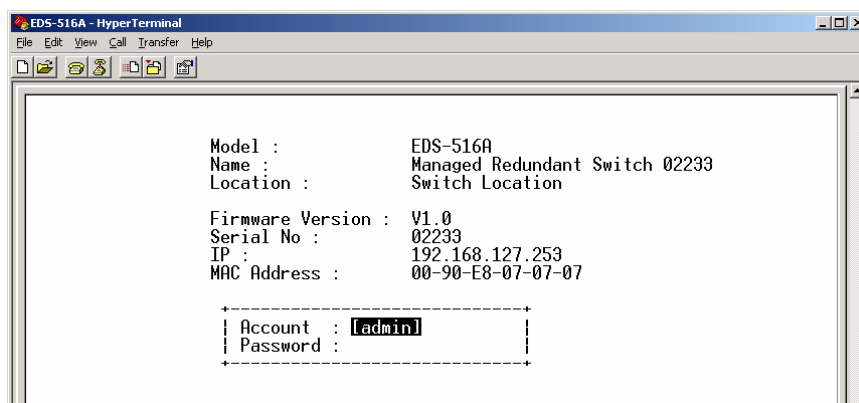 EDS-516A - HyperTerminal
File Edit View Call Transfer Help
Model : EDS-516A
Name : Managed Redundant Switch 02233
Location : Switch Location
Firmware Version : V1.0
Serial No : 02233
IP : 192.168.127.253
MAC Address : 00-90-E8-07-07-07
Account : [admin]
Password :